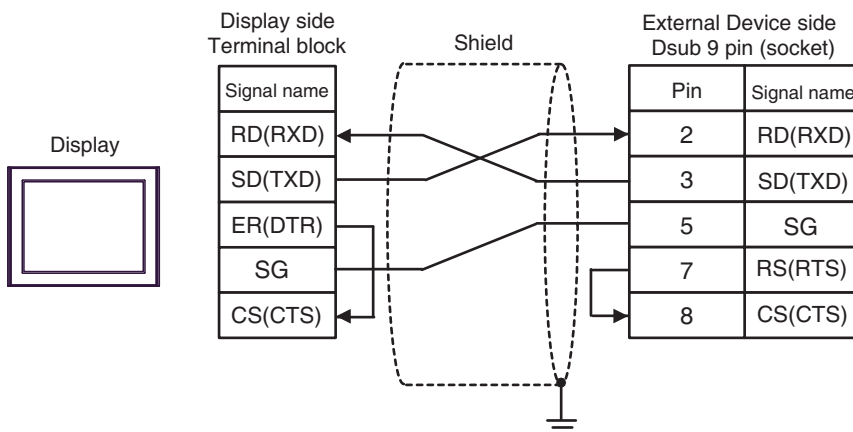 Display side
Terminal block
Shield
External Device side
Dsub 9 pin (socket)
Display
Signal name
RD(RXD)
SD(TXD)
ER(DTR)
SG
CS(CTS)
Pin Signal name
2 RD(RXD)
3 SD(TXD)
5 SG
7 RS(RTS)
8 CS(CTS)